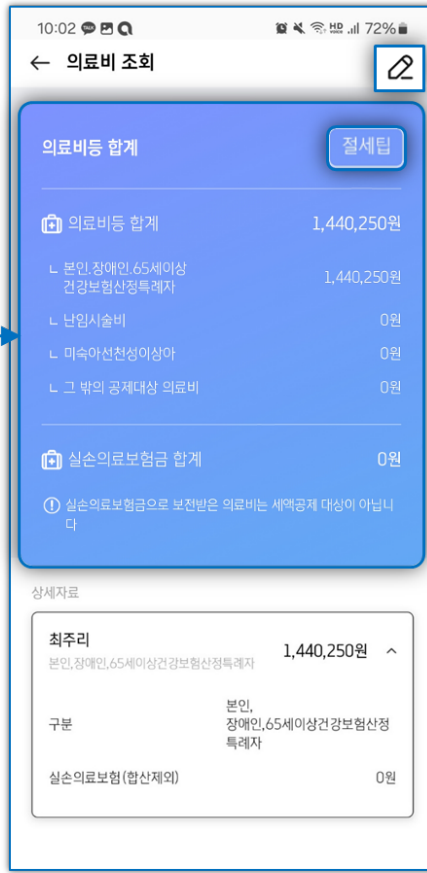 10:02 TALK HD 72%
← 의료비 조회
의료비등 합계 절세팁
의료비등 합계 1,440,250원
ㄴ 본인.장애인.65세이상
건강보험산정특례자 1,440,250원
ㄴ 난임시술비 0원
ㄴ 미숙아선천성이상아 0원
ㄴ 그 밖의 공제대상 의료비 0원
실손의료보험금 합계 0원
실손의료보험금으로 보전받은 의료비는 세액공제 대상이 아닙니
다
상세자료
최주리 1,440,250원
본인,장애인,65세이상건강보험산정특례자
구분 본인,
장애인,65세이상건강보험산정
특례자
실손의료보험(합산제외) 0원